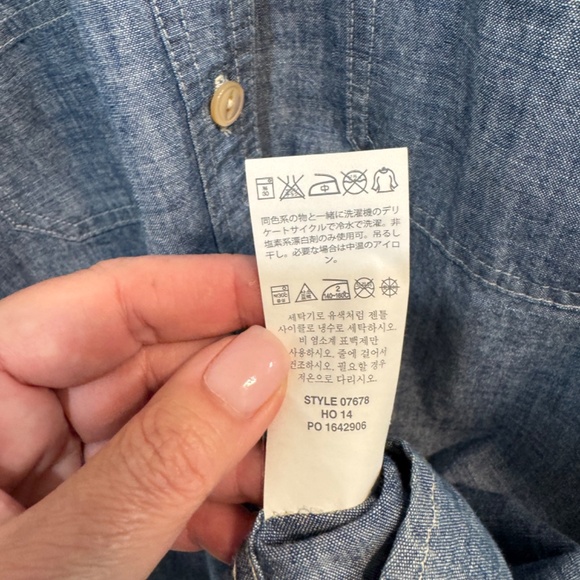 中
同色系の物と一緒に洗濯機のデリ
ケートサイクルで冷水で洗濯。非
塩素系漂白剤のみ使用可。吊るし
干し。必要な場合は中温のアイロ
ン。
2
140-160℃
세탁기로 유색처럼 젠틀
사이클로 냉수로 세탁하시오.
비 염소계 표백제만
사용하시오. 줄에 걸어서
건조하시오. 필요할 경우
저온으로 다리시오.
STYLE 07678
HO 14
PO 1642906